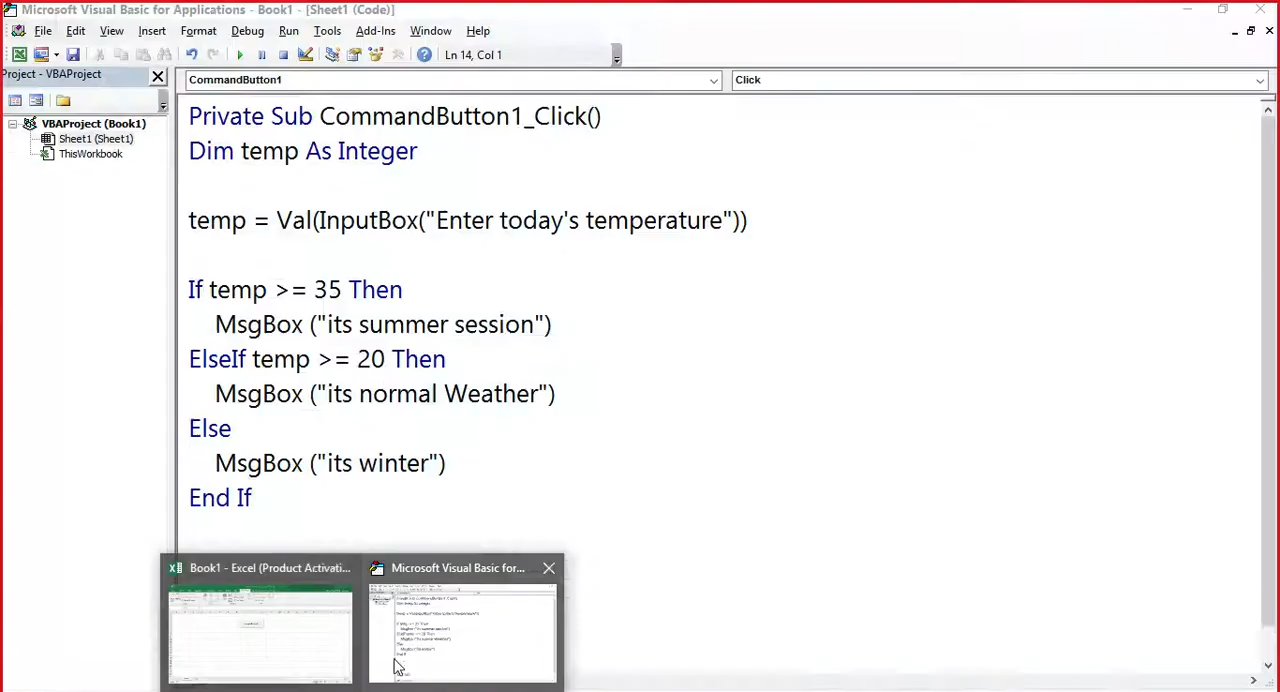 Microsoft Visual Basic for Applications - Book1 - [Sheet1 (Code)]
File Edit View Insert Format Debug Run Tools Add-Ins Window Help
Ln 14, Col 1
Project - VBAProject
CommandButton1 Click
VBAProject (Book1)
Sheet1 (Sheet1)
ThisWorkbook
Private Sub CommandButton1_Click()
Dim temp As Integer
temp = Val(InputBox("Enter today's temperature"))
If temp >= 35 Then
MsgBox ("its summer session")
ElseIf temp >= 20 Then
MsgBox ("its normal Weather")
Else
MsgBox ("its winter")
End If
Book1 - Excel (Product Activati...
Microsoft Visual Basic for...